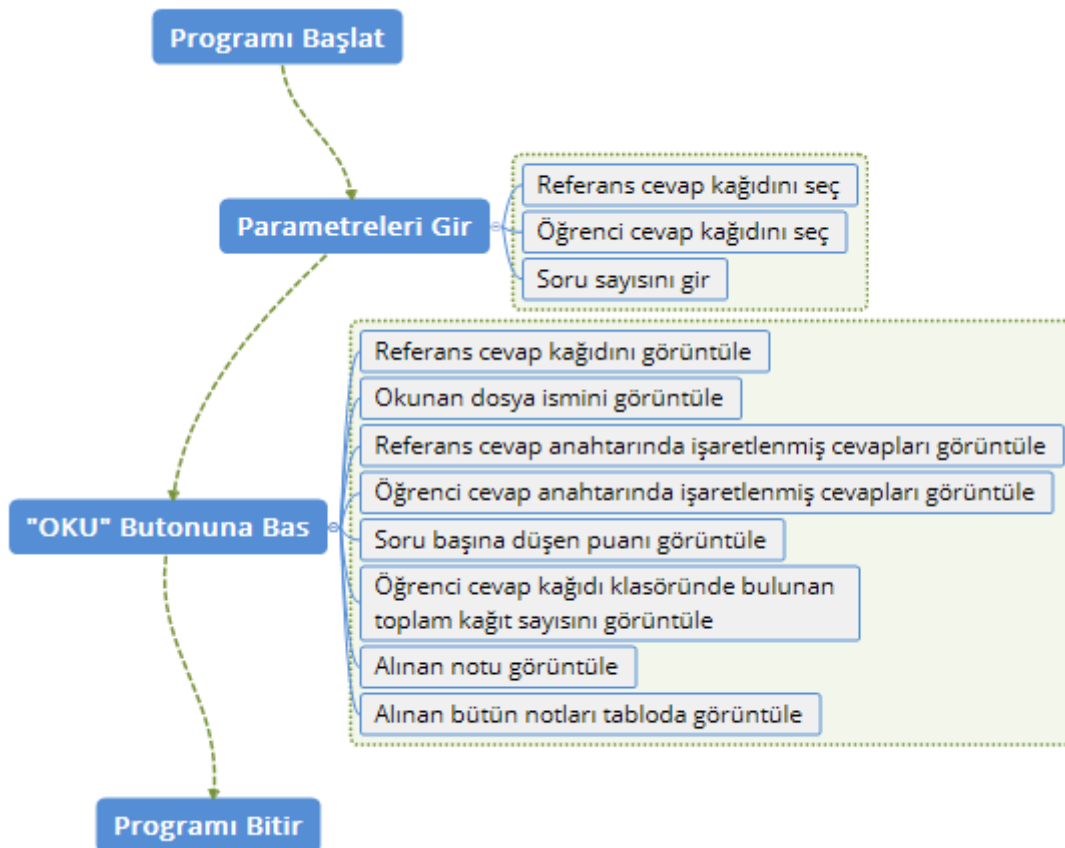 Programı Başlat
Parametreleri Gir
Referans cevap kağıdını seç
Öğrenci cevap kağıdını seç
Soru sayısını gir
"OKU" Butonuna Bas
Referans cevap kağıdını görüntüle
Okunan dosya ismini görüntüle
Referans cevap anahtarında işaretlenmiş cevapları görüntüle
Öğrenci cevap anahtarında işaretlenmiş cevapları görüntüle
Soru başına düşen puanı görüntüle
Öğrenci cevap kağıdı klasöründe bulunan
toplam kağıt sayısını görüntüle
Alınan notu görüntüle
Alınan bütün notları tabloda görüntüle
Programı Bitir